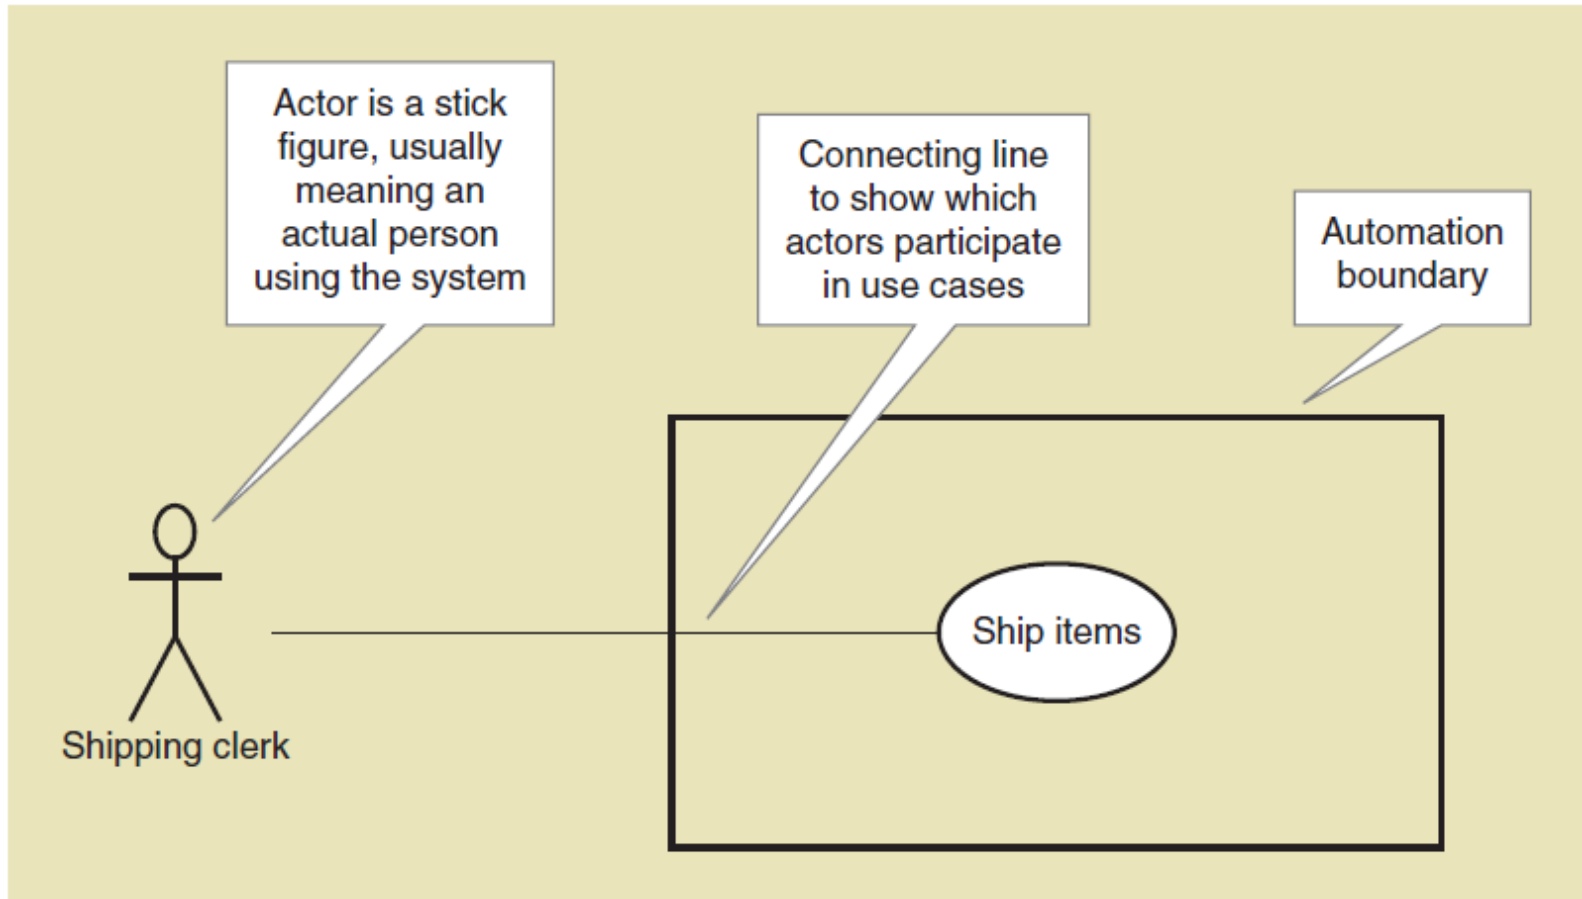 Actor is a stick
figure, usually
meaning an
actual person
using the system
Connecting line
to show which
actors participate
in use cases
Automation
boundary
Ship items
Shipping clerk